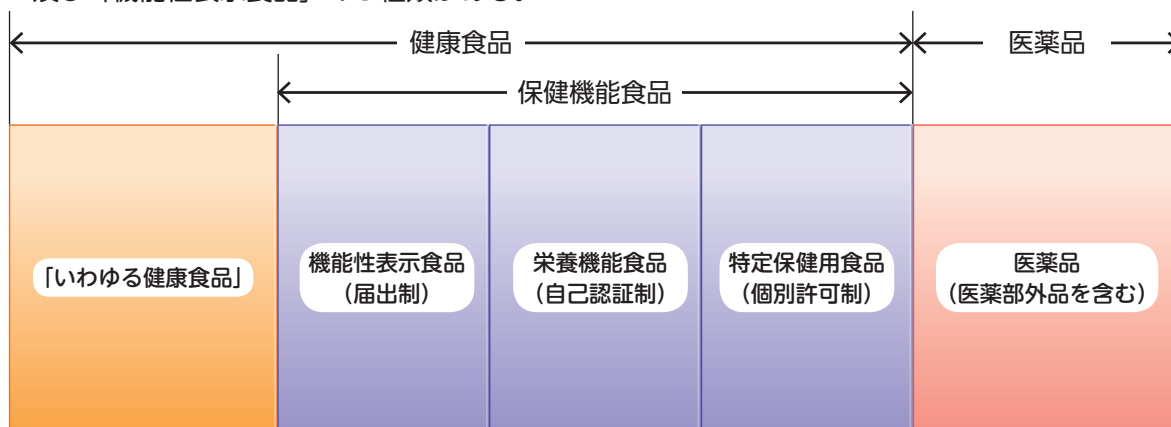 健康食品
医薬品
保健機能食品
「いわゆる健康食品」
機能性表示食品
（届出制）
栄養機能食品
（自己認証制）
特定保健用食品
（個別許可制）
医薬品
（医薬部外品を含む）